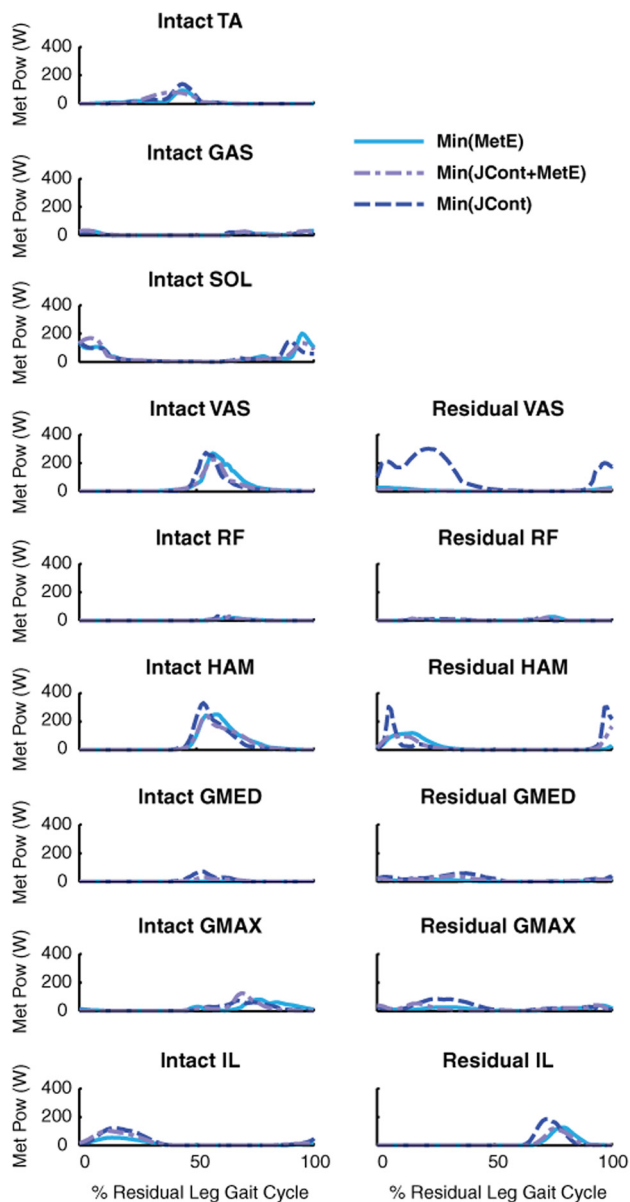 Intact TA
Met Pow (W)
400
200
0
Intact GAS
Met Pow (W)
400
200
0
Min(MetE)
Min(JCont+MetE)
Min(JCont)
Intact SOL
Met Pow (W)
400
200
0
Intact VAS
Residual VAS
Met Pow (W)
400
200
0
Intact RF
Residual RF
Met Pow (W)
400
200
0
Intact HAM
Residual HAM
Met Pow (W)
400
200
0
Intact GMED
Residual GMED
Met Pow (W)
400
200
0
Intact GMAX
Residual GMAX
Met Pow (W)
400
200
0
Intact IL
Residual IL
Met Pow (W)
400
200
0
0 50 100
0 50 100
% Residual Leg Gait Cycle
% Residual Leg Gait Cycle